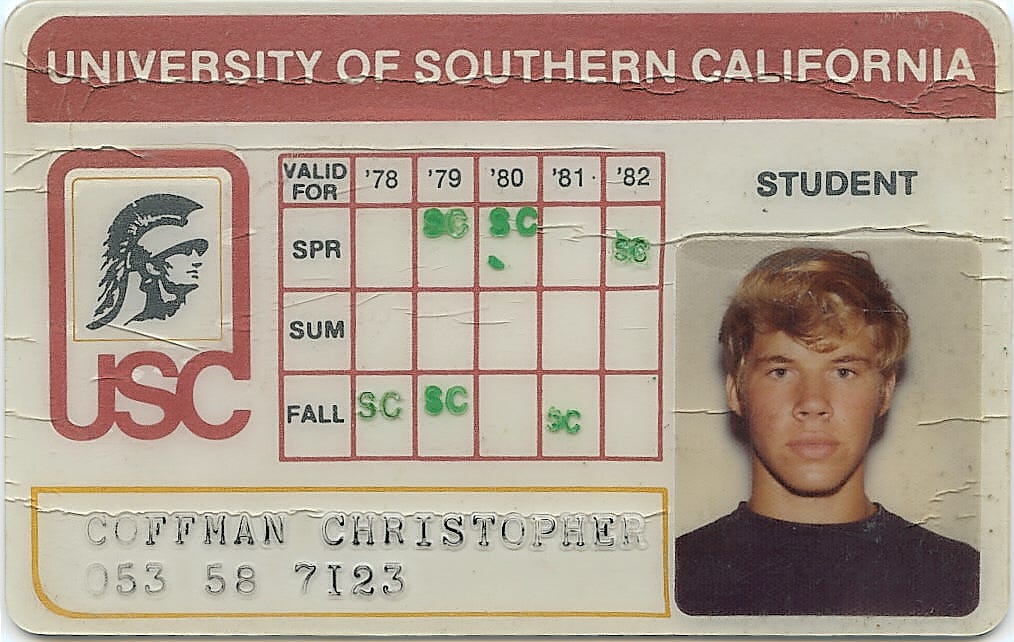 UNIVERSITY OF SOUTHERN CALIFORNIA
VALID FOR '78 '79 '80 '81 '82
STUDENT
SPR SC SC SC
SUM
USC
FALL SC SC SC
COFFMAN CHRISTOPHER
053 58 7123